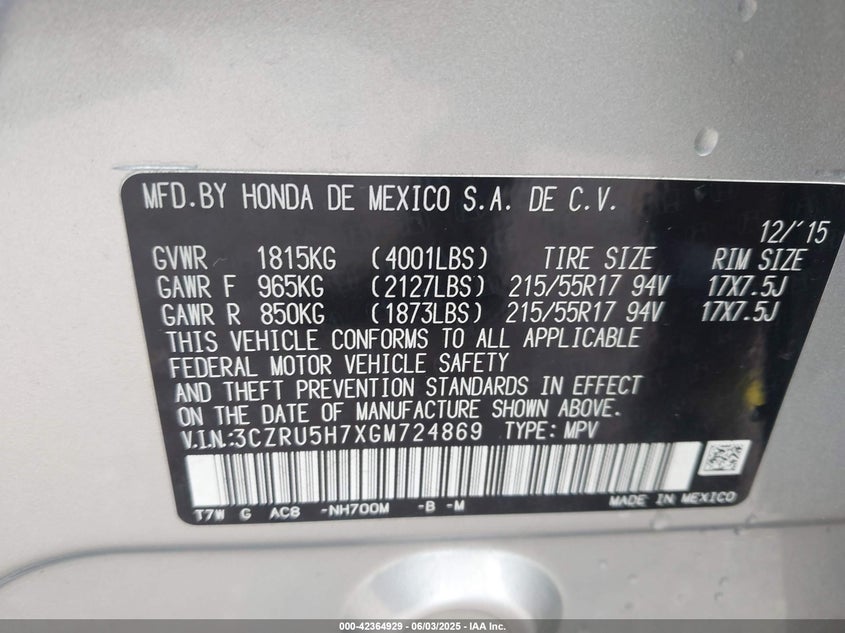 MFD.BY HONDA DE MEXICO S.A. DE C.V.
12/'15
GVWR 1815KG (4001LBS) TIRE SIZE RIM SIZE
GAWR F 965KG (2127LBS) 215/55R17 94V 17X7.5J
GAWR R 850KG (1873LBS) 215/55R17 94V 17X7.5J
THIS VEHICLE CONFORMS TO ALL APPLICABLE
FEDERAL MOTOR VEHICLE SAFETY
AND THEFT PREVENTION STANDARDS IN EFFECT
ON THE DATE OF MANUFACTURE SHOWN ABOVE.
V.IN.:3CZRU5H7XGM724869 TYPE: MPV
T7W G AC8 -NH700M -B -M MADE IN MEXICO
000-42364929 - 06/03/2025 - IAA Inc.